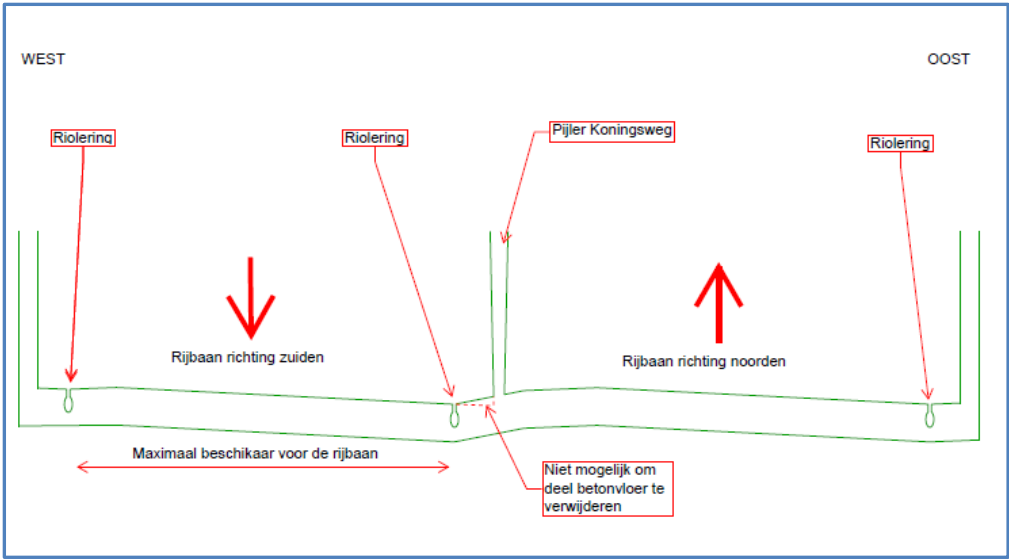 WEST
OOST
Riolering
Riolering
Pijler Koningsweg
Riolering
Rijbaan richting zuiden
Rijbaan richting noorden
Maximaal beschikaar voor de rijbaan
Niet mogelijk om
deel betonvloer te
verwijderen